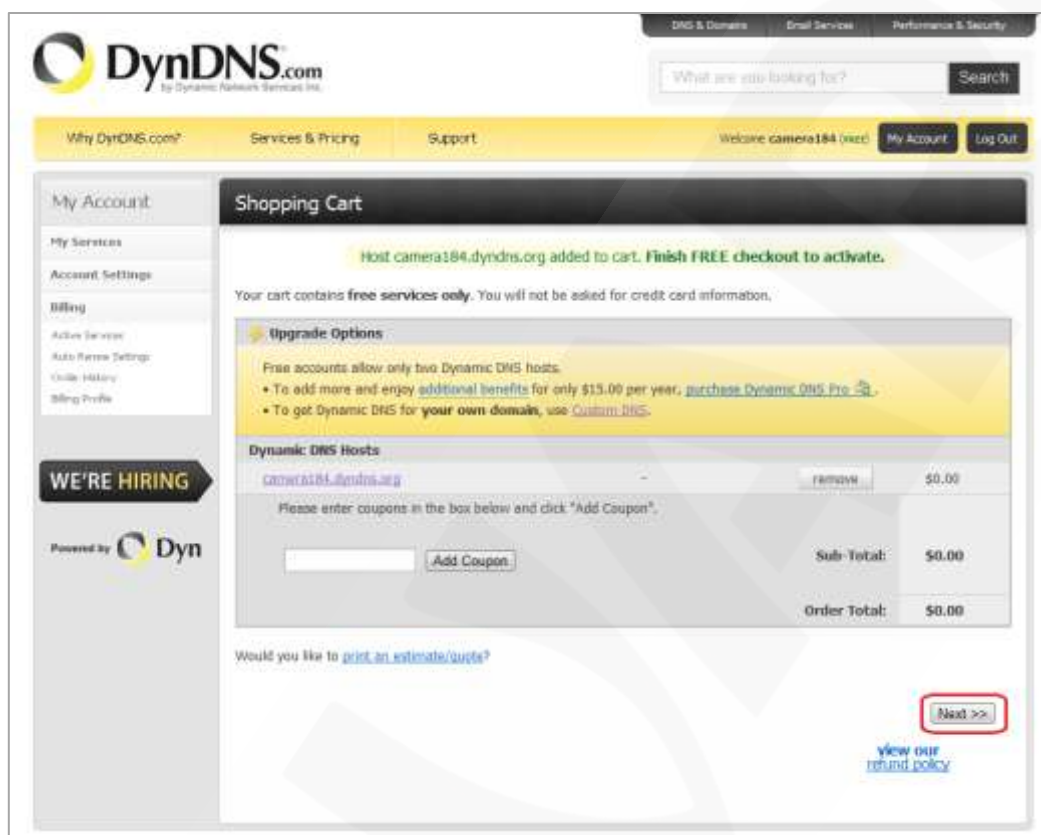 DNS & Domains Email Services Performance & Security
DynDNS.com
by Dynamic Network Services Inc.
What are you looking for? Search
Why DynDNS.com? Services & Pricing Support Welcome camera184 (FREE) My Account Log Out
My Account
My Services
Account Settings
Billing
Active Services
Auto Renew Settings
Order History
Billing Profile
WE'RE HIRING
Powered by Dyn
Shopping Cart
Host camera184.dyndns.org added to cart. Finish FREE checkout to activate.
Your cart contains free services only. You will not be asked for credit card information.
Upgrade Options
Free accounts allow only two Dynamic DNS hosts.
• To add more and enjoy additional benefits for only $15.00 per year, purchase Dynamic DNS Pro.
• To get Dynamic DNS for your own domain, use Custom DNS.
Dynamic DNS Hosts
camera184.dyndns.org - remove $0.00
Please enter coupons in the box below and click "Add Coupon".
Add Coupon
Sub-Total: $0.00
Order Total: $0.00
Would you like to print an estimate/quote?
Next >>
view our
refund policy